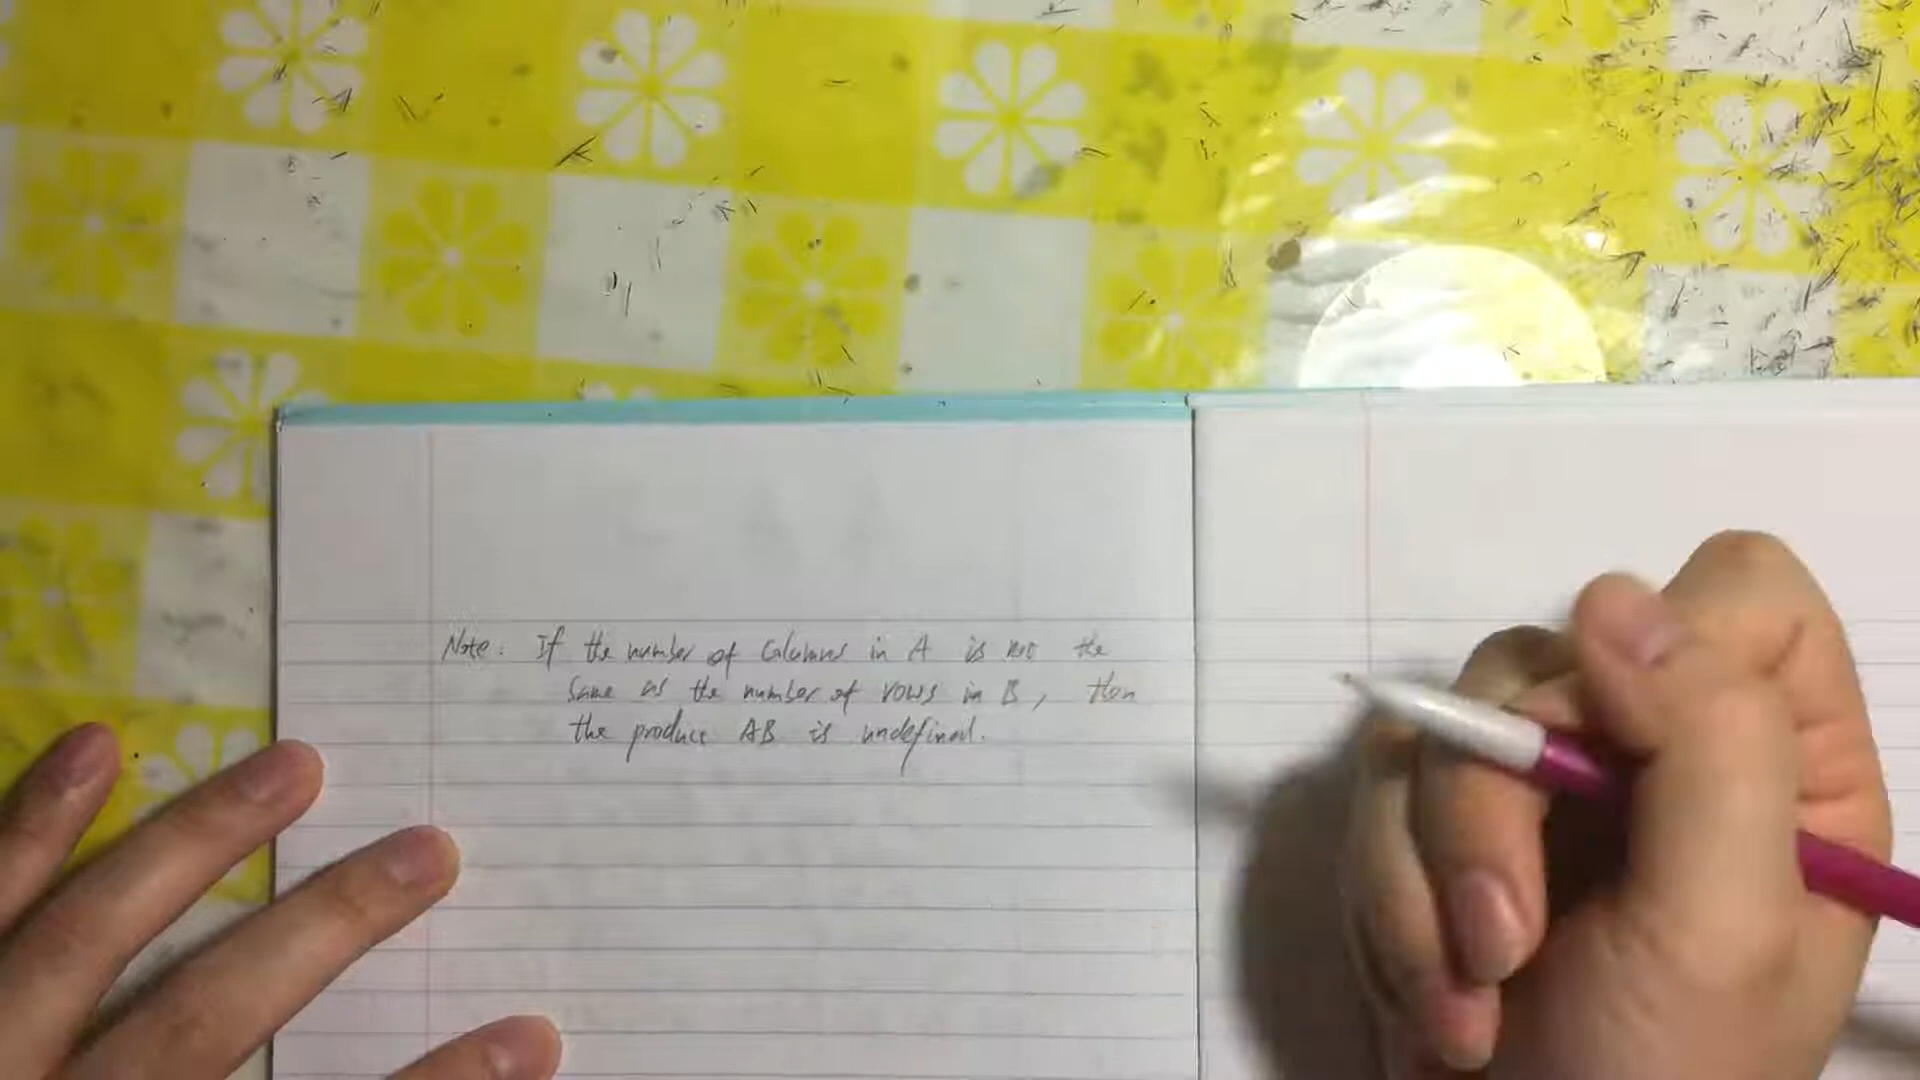 Note: If the number of Columns in A is not the
Same as the number of rows in B, then
the produce AB is undefined.